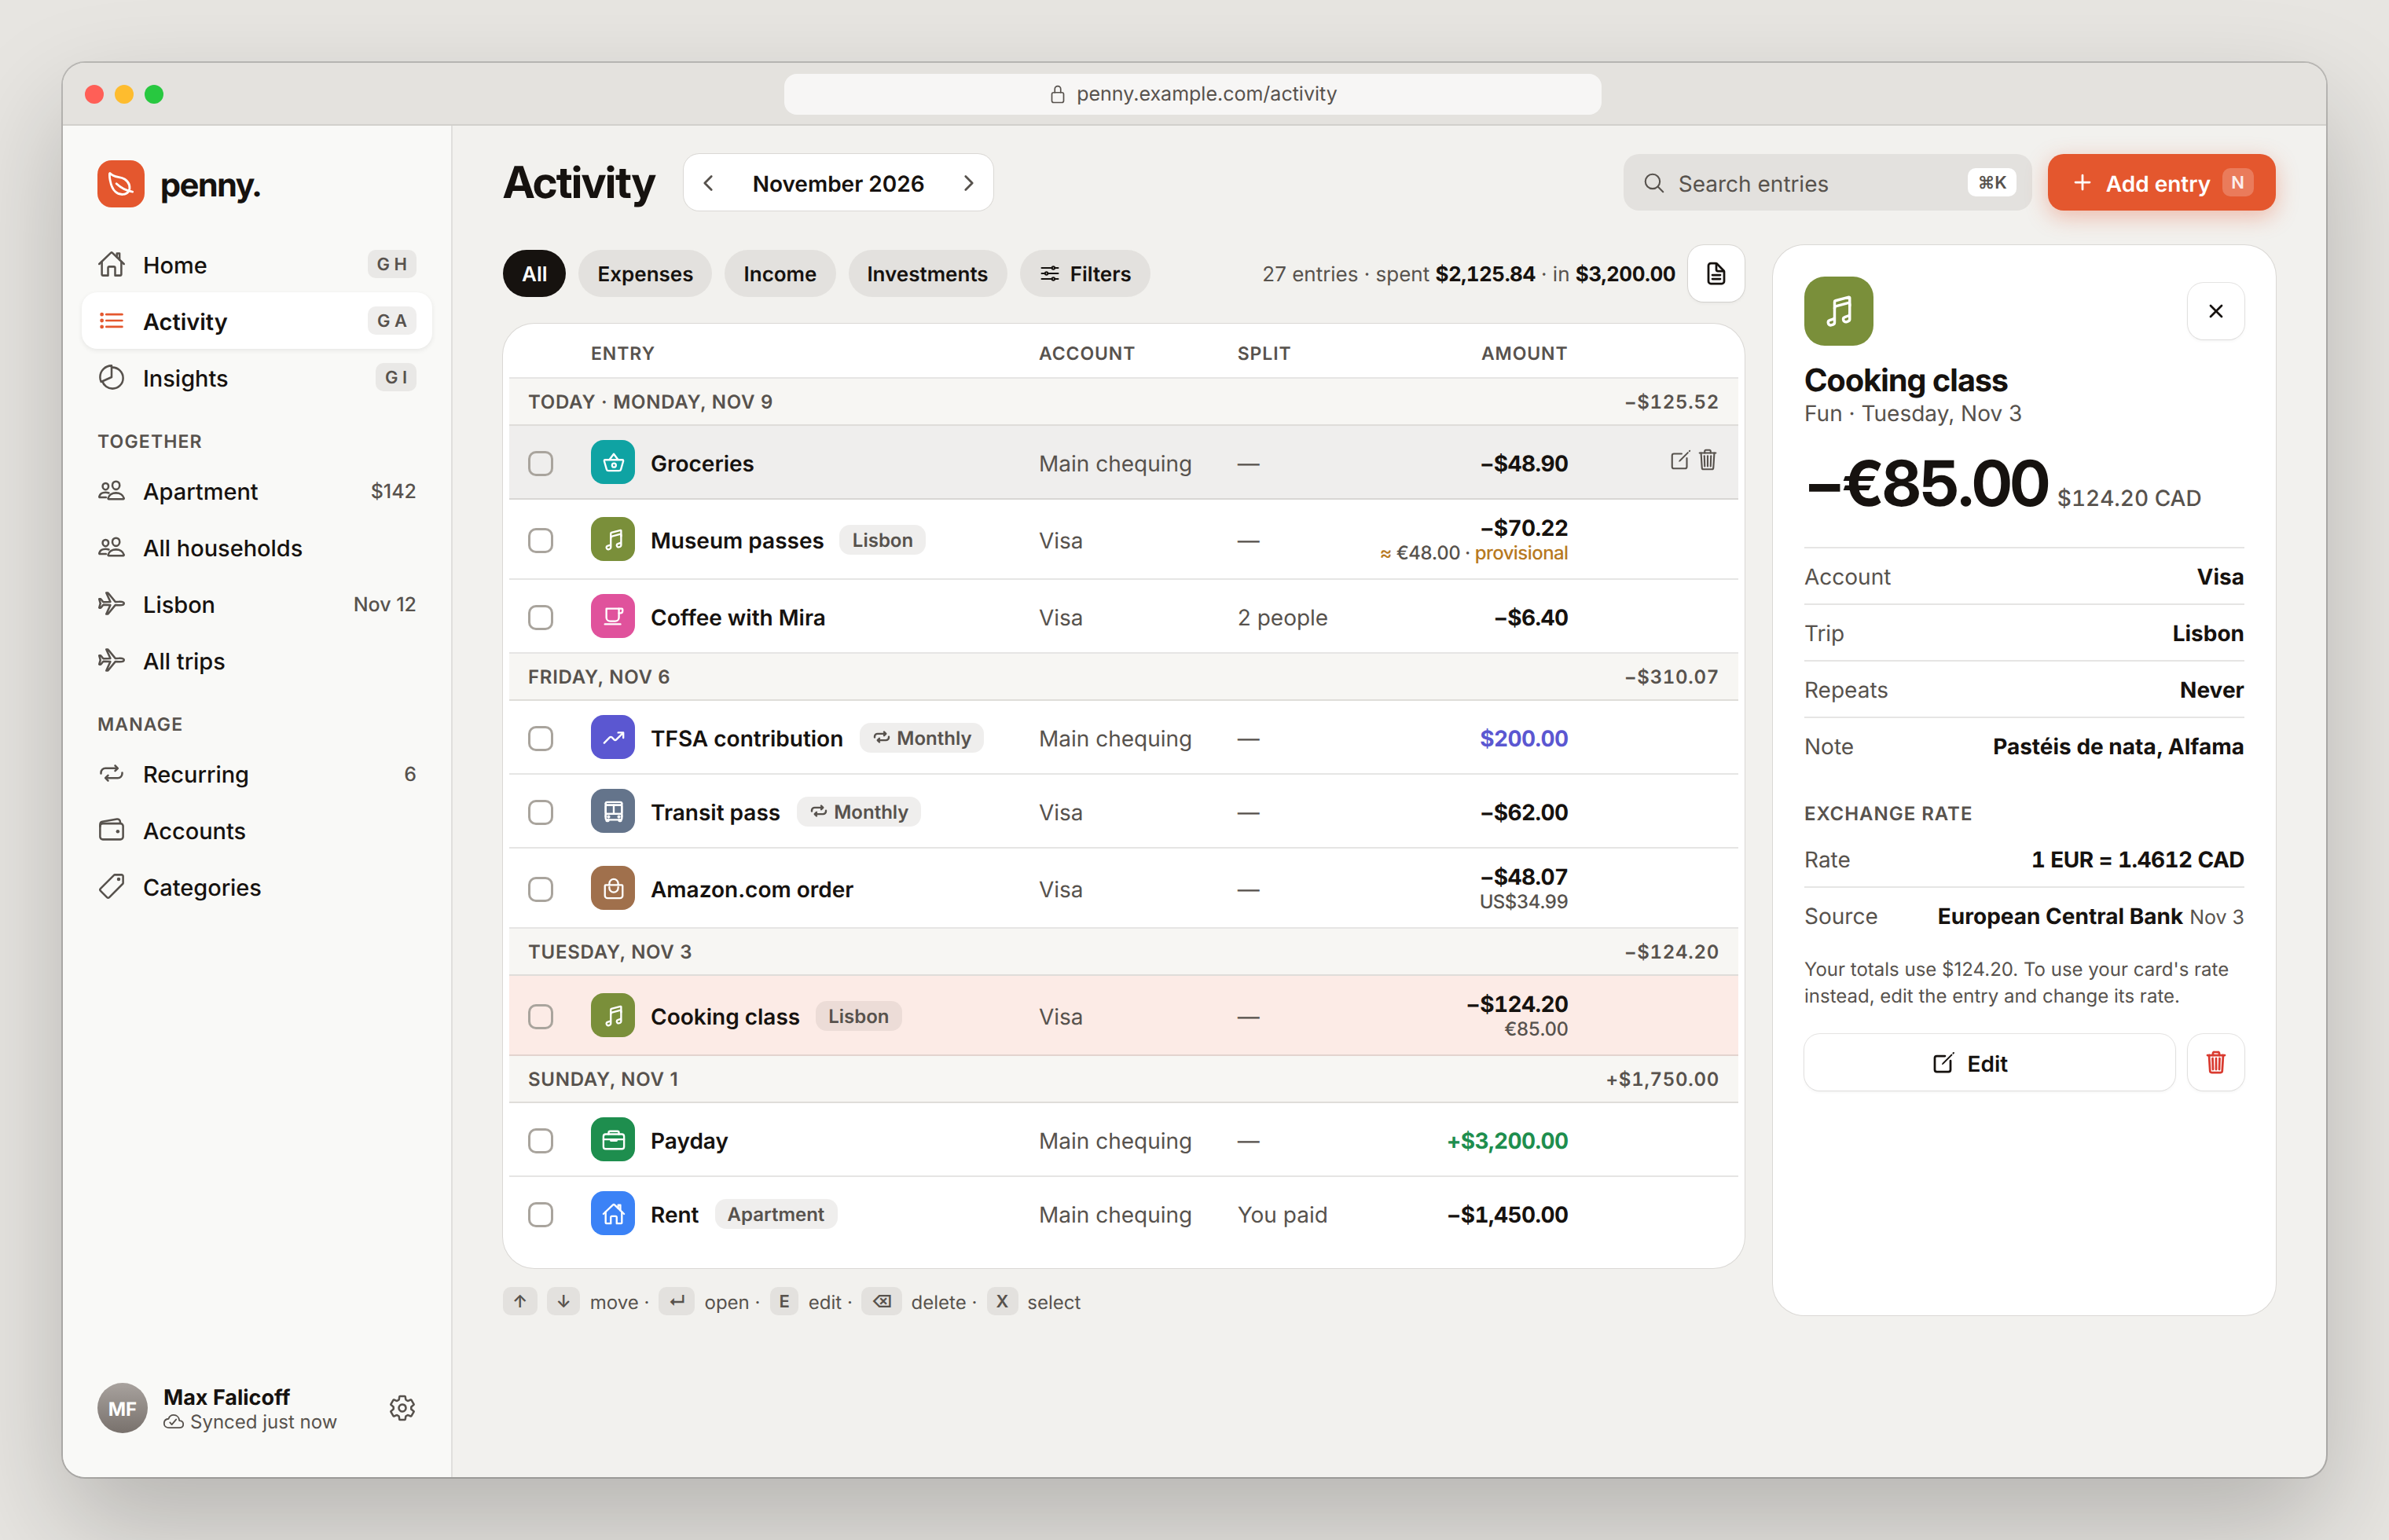 penny.example.com/activity
penny.
Home G H
Activity G A
Insights G I
TOGETHER
Apartment $142
All households
Lisbon Nov 12
All trips
MANAGE
Recurring 6
Accounts
Categories
MF
Max Falicoff
Synced just now
Activity
November 2026
Search entries ⌘K
+ Add entry N
All Expenses Income Investments Filters
27 entries · spent $2,125.84 · in $3,200.00
ENTRY ACCOUNT SPLIT AMOUNT
TODAY · MONDAY, NOV 9 −$125.52
Groceries Main chequing — −$48.90
Museum passes Lisbon Visa — −$70.22
≈ €48.00 · provisional
Coffee with Mira Visa 2 people −$6.40
FRIDAY, NOV 6 −$310.07
TFSA contribution Monthly Main chequing — $200.00
Transit pass Monthly Visa — −$62.00
Amazon.com order Visa — −$48.07
US$34.99
TUESDAY, NOV 3 −$124.20
Cooking class Lisbon Visa — −$124.20
€85.00
SUNDAY, NOV 1 +$1,750.00
Payday Main chequing — +$3,200.00
Rent Apartment Main chequing You paid −$1,450.00
↑ ↓ move · ↵ open · E edit · ⌫ delete · X select
Cooking class
Fun · Tuesday, Nov 3
−€85.00 $124.20 CAD
Account Visa
Trip Lisbon
Repeats Never
Note Pastéis de nata, Alfama
EXCHANGE RATE
Rate 1 EUR = 1.4612 CAD
Source European Central Bank Nov 3
Your totals use $124.20. To use your card's rate
instead, edit the entry and change its rate.
Edit